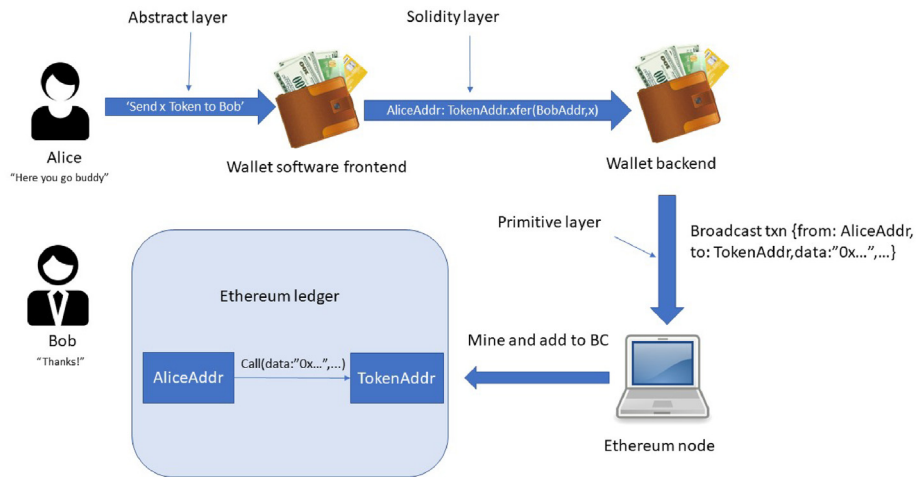 Abstract layer
Solidity layer
'Send x Token to Bob'
AliceAddr: TokenAddr.xfer(BobAddr,x)
Alice
"Here you go buddy"
Wallet software frontend
Wallet backend
Primitive layer
Broadcast txn {from: AliceAddr,
to: TokenAddr,data:"0x...",...}
Bob
"Thanks!"
Ethereum ledger
AliceAddr
Call(data:"0x...",...)
TokenAddr
Mine and add to BC
Ethereum node